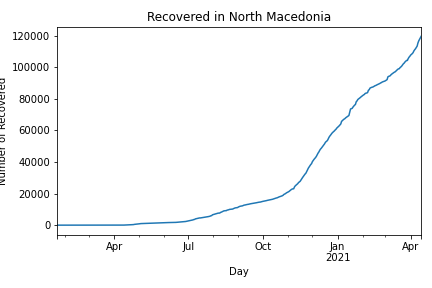 Recovered in North Macedonia
Number of Recovered
120000
100000
80000
60000
40000
20000
0
Apr
Jul
Oct
Jan
2021
Apr
Day